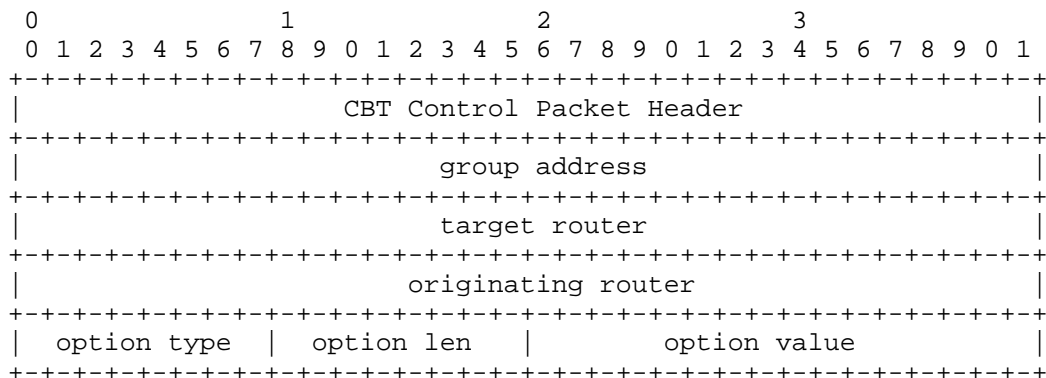 0                   1                   2                   3
 0 1 2 3 4 5 6 7 8 9 0 1 2 3 4 5 6 7 8 9 0 1 2 3 4 5 6 7 8 9 0 1
+-+-+-+-+-+-+-+-+-+-+-+-+-+-+-+-+-+-+-+-+-+-+-+-+-+-+-+-+-+-+-+-+
|                    CBT Control Packet Header                  |
+-+-+-+-+-+-+-+-+-+-+-+-+-+-+-+-+-+-+-+-+-+-+-+-+-+-+-+-+-+-+-+-+
|                          group address                        |
+-+-+-+-+-+-+-+-+-+-+-+-+-+-+-+-+-+-+-+-+-+-+-+-+-+-+-+-+-+-+-+-+
|                          target router                        |
+-+-+-+-+-+-+-+-+-+-+-+-+-+-+-+-+-+-+-+-+-+-+-+-+-+-+-+-+-+-+-+-+
|                        originating router                     |
+-+-+-+-+-+-+-+-+-+-+-+-+-+-+-+-+-+-+-+-+-+-+-+-+-+-+-+-+-+-+-+-+
|  option type  |  option len   |        option value           |
+-+-+-+-+-+-+-+-+-+-+-+-+-+-+-+-+-+-+-+-+-+-+-+-+-+-+-+-+-+-+-+-+